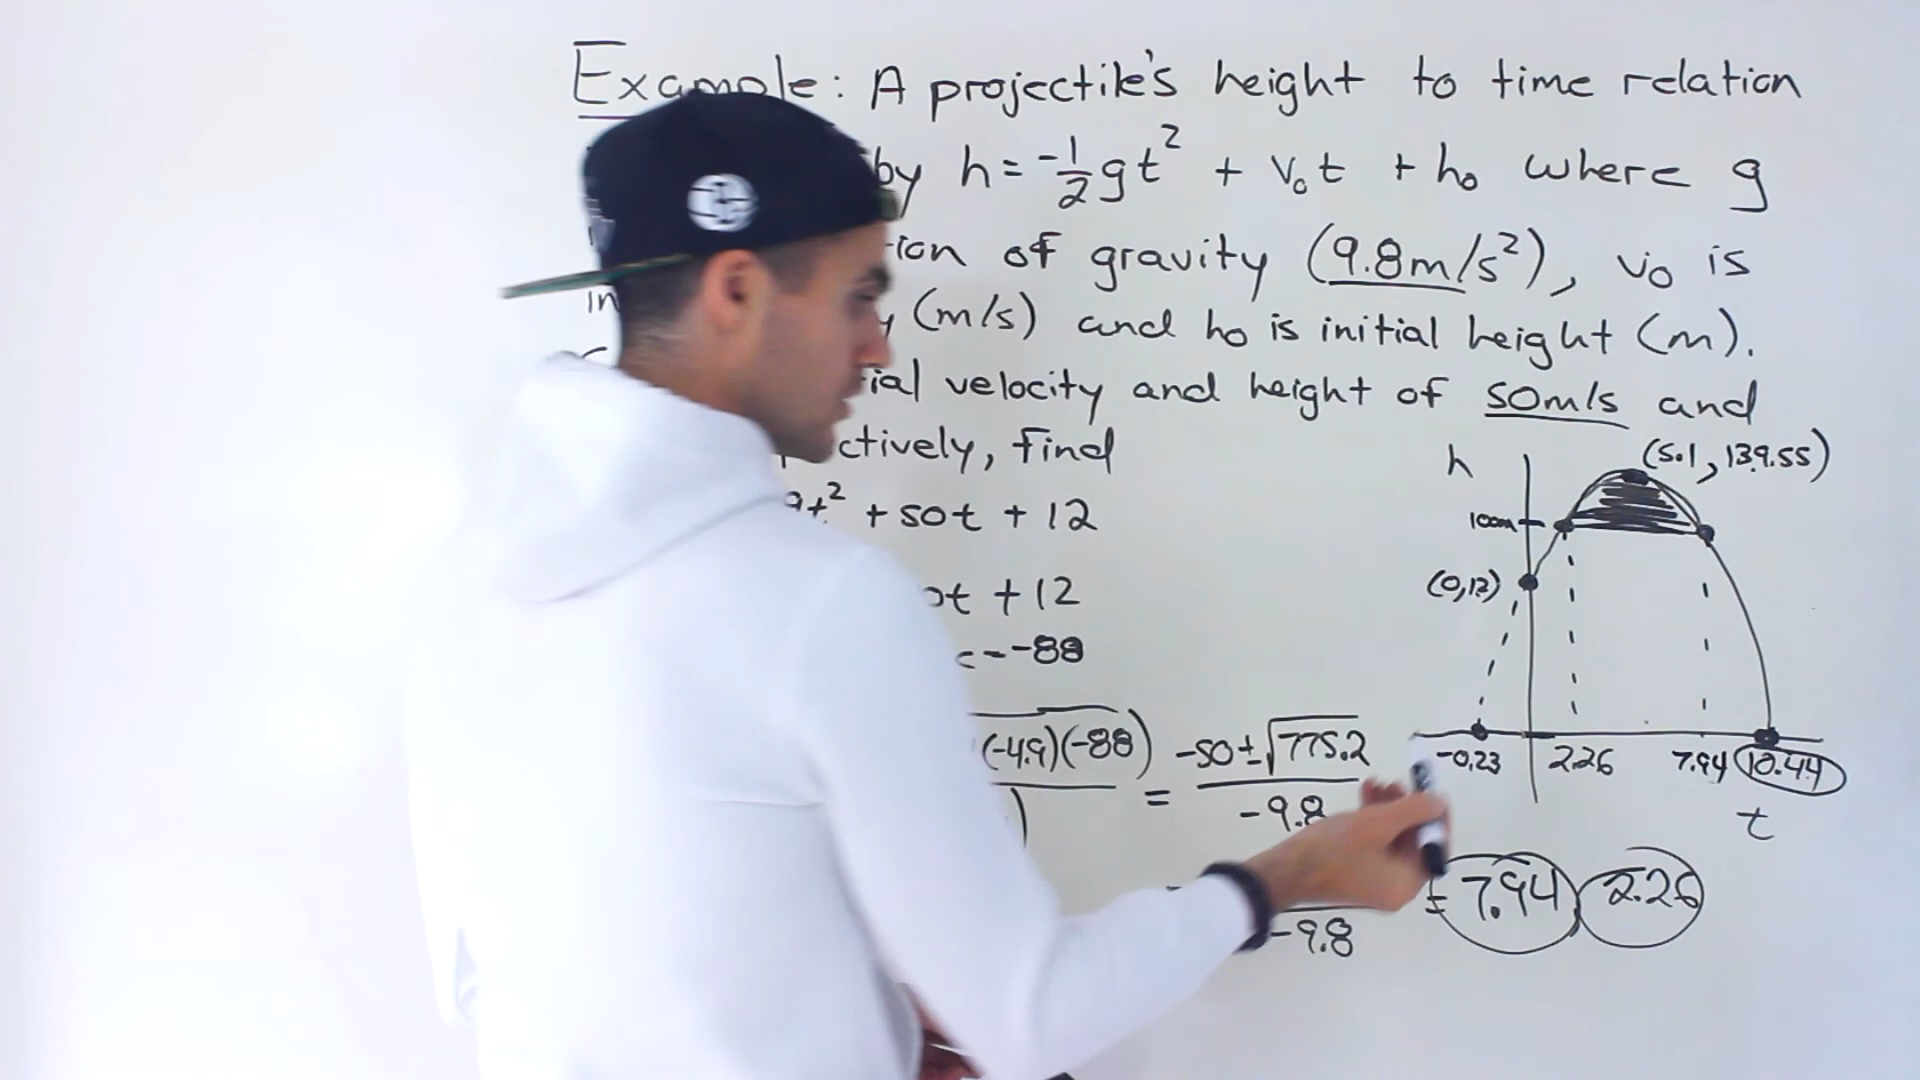 Example: A projectile's height to time relation
by h = -1/2 gt² + v₀t + h₀ where g
of gravity (9.8m/s²), v₀ is
(m/s) and h₀ is initial height (m).
velocity and height of 50m/s and
find
t² + 50t + 12
t + 12
-88
(-4.9)(-88) = -50±√775.2
-9.8
-9.8
= 7.94, 2.26
h
(5.1, 139.55)
100m
(0,12)
-0.23 2.26 7.94 10.44
t